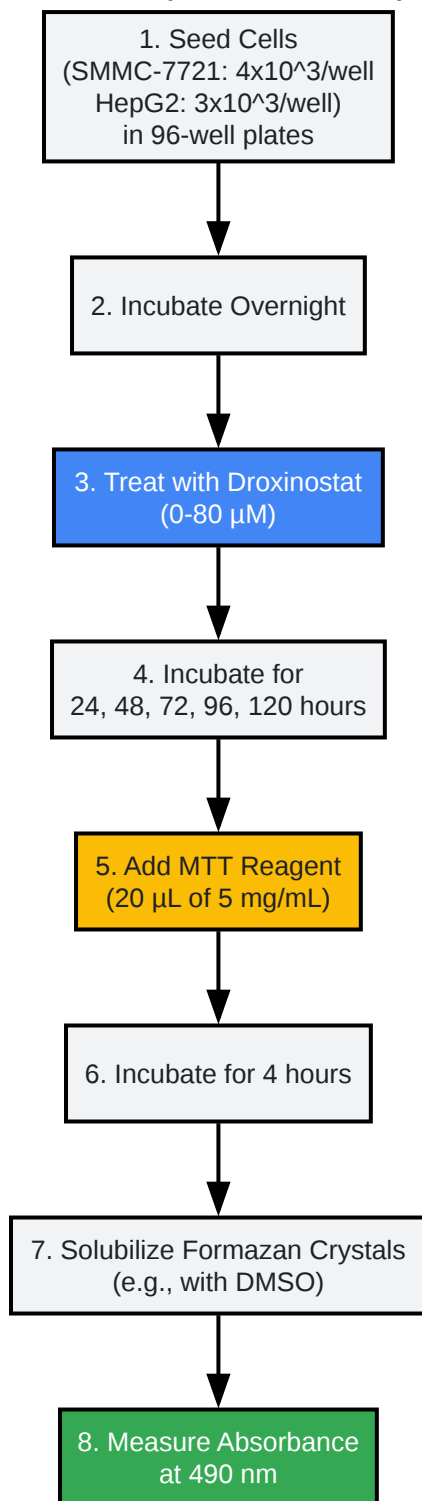 1. Seed Cells
(SMMC-7721: 4x10^3/well
HepG2: 3x10^3/well)
in 96-well plates
2. Incubate Overnight
3. Treat with Droxinostat
(0-80 µM)
4. Incubate for
24, 48, 72, 96, 120 hours
5. Add MTT Reagent
(20 µL of 5 mg/mL)
6. Incubate for 4 hours
7. Solubilize Formazan Crystals
(e.g., with DMSO)
8. Measure Absorbance
at 490 nm